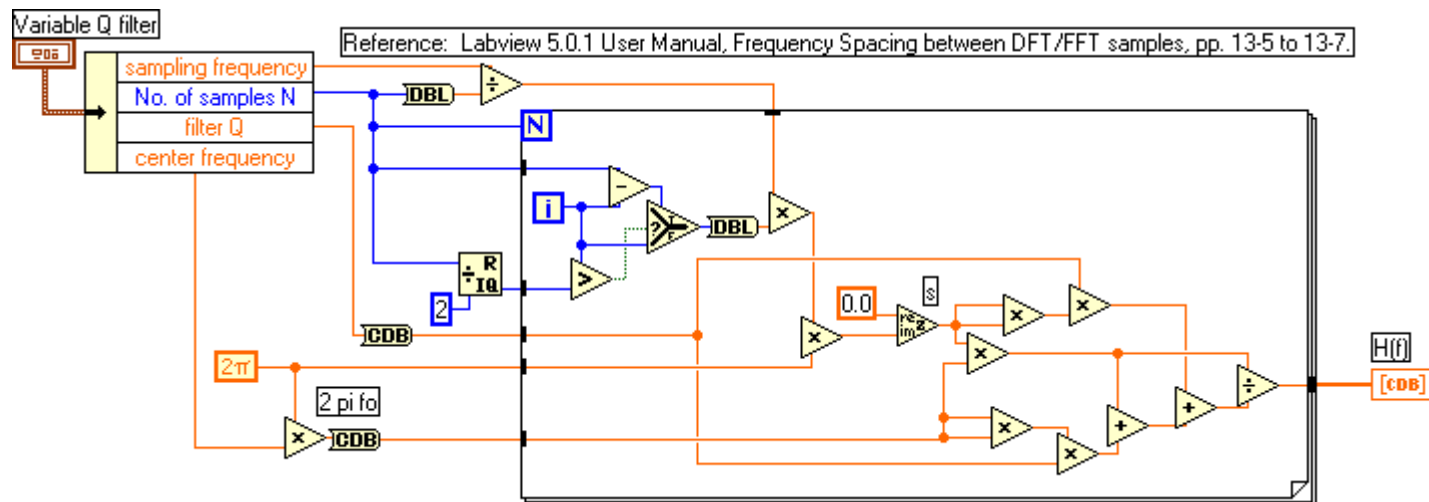 Variable Q filter
Reference: Labview 5.0.1 User Manual, Frequency Spacing between DFT/FFT samples, pp. 13-5 to 13-7.
sampling frequency
No. of samples N
filter Q
center frequency
DBL
÷
N
−
i
?
T
F
DBL
×
>
÷
R
IQ
2
CDB
0.0
re
im
z
s
×
×
×
×
2π
2 pi fo
×
CDB
×
×
+
+
÷
H(f)
[CDB]